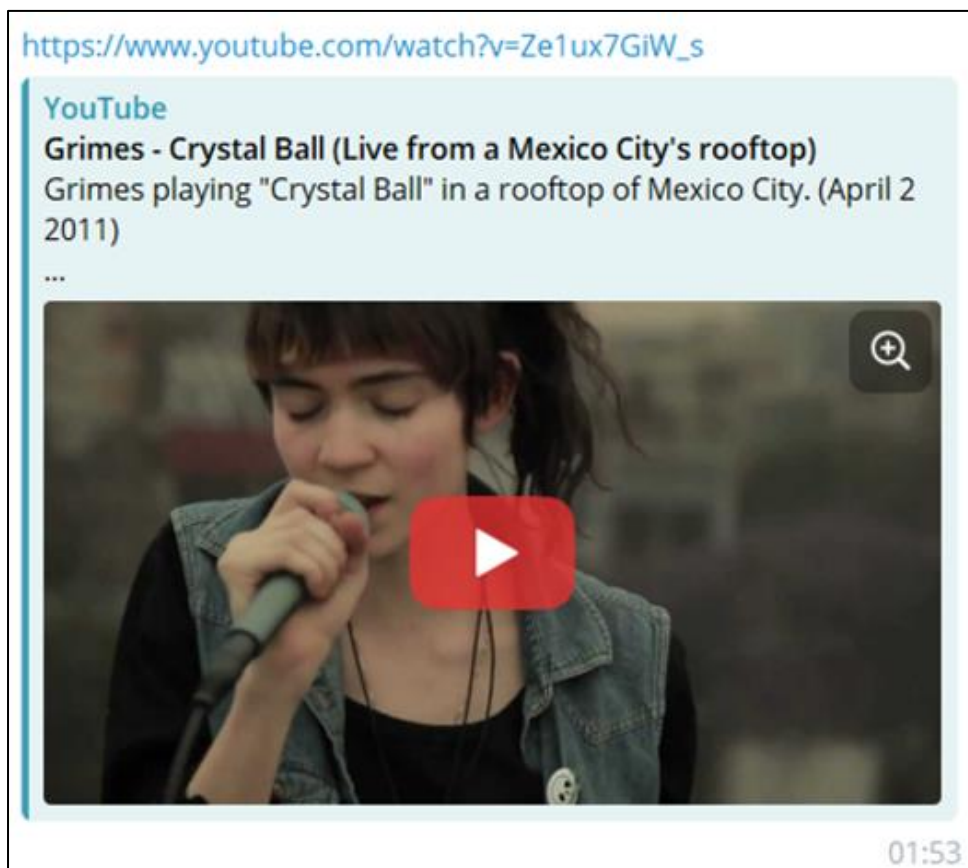 https://www.youtube.com/watch?v=Ze1ux7GiW_s
YouTube
Grimes - Crystal Ball (Live from a Mexico City's rooftop)
Grimes playing "Crystal Ball" in a rooftop of Mexico City. (April 2
2011)
...
01:53